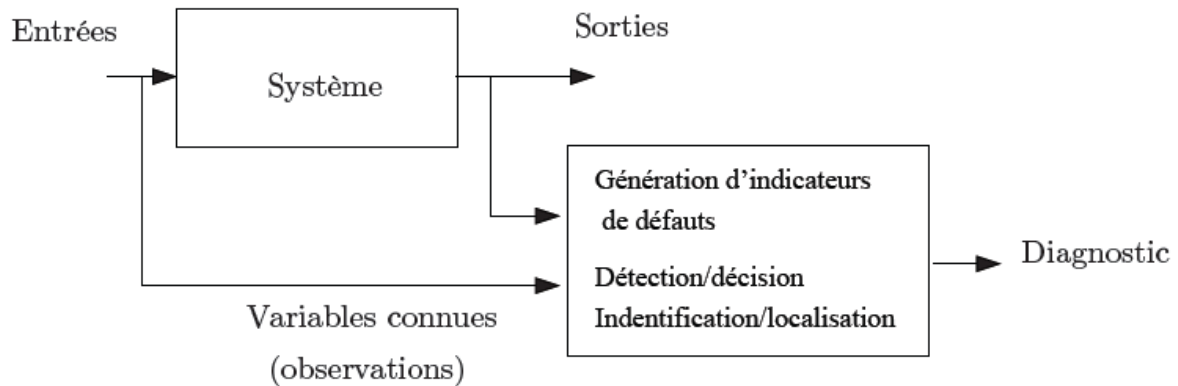 Entrées
Système
Sorties
Génération d'indicateurs
de défauts
Détection/décision
Indentification/localisation
Diagnostic
Variables connues
(observations)